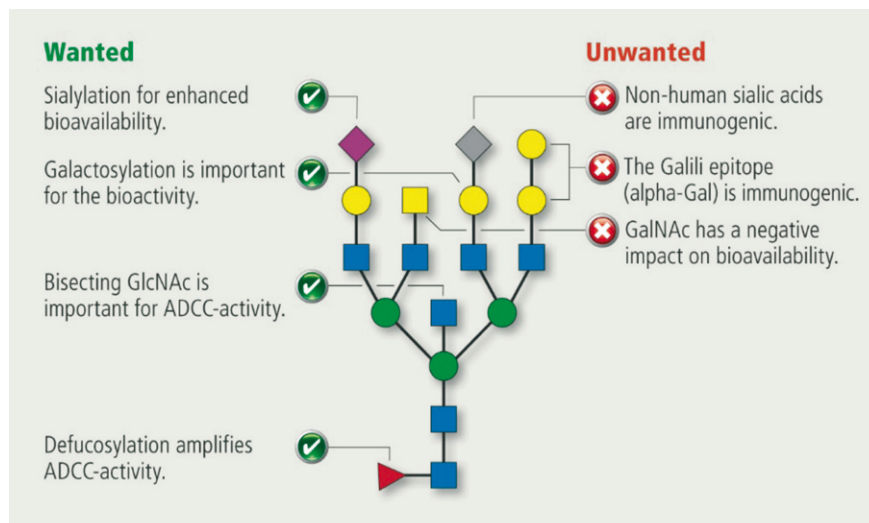 Wanted
Sialylation for enhanced
bioavailability.
Galactosylation is important
for the bioactivity.
Bisecting GlcNAc is
important for ADCC-activity.
Defucosylation amplifies
ADCC-activity.
Unwanted
Non-human sialic acids
are immunogenic.
The Galili epitope
(alpha-Gal) is immunogenic.
GalNAc has a negative
impact on bioavailability.